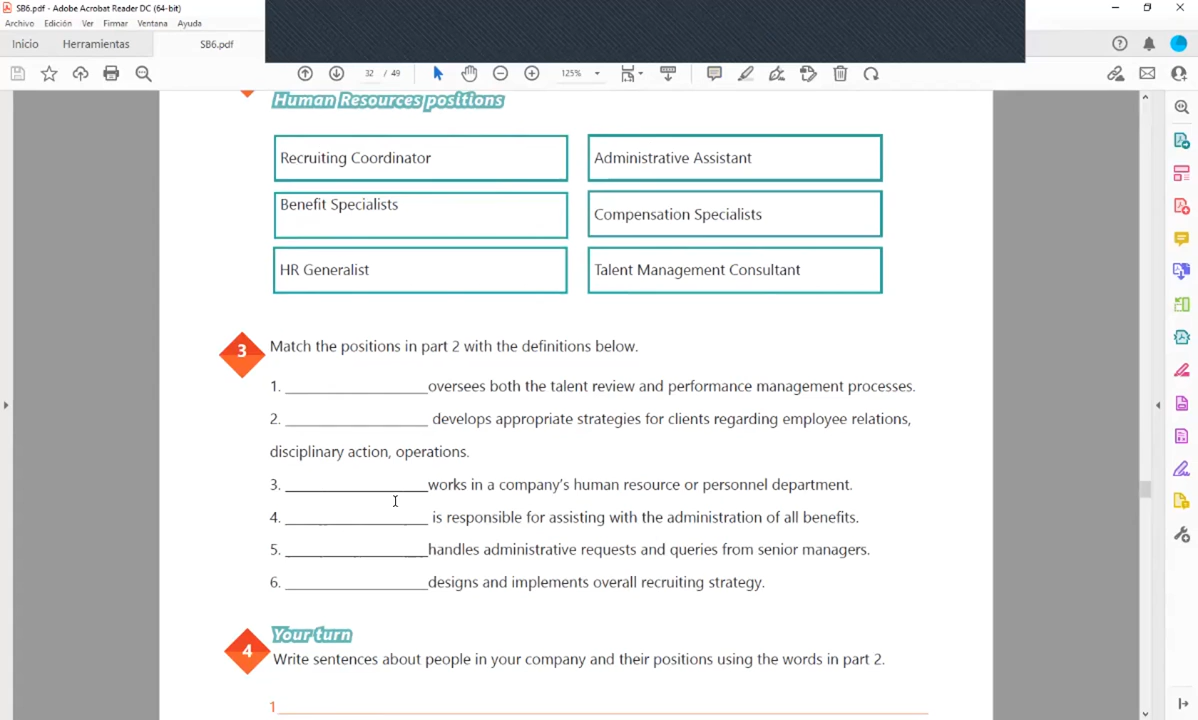 SB6.pdf - Adobe Acrobat Reader DC (64-bit)
Archivo Edición Ver Firmar Ventana Ayuda
Inicio Herramientas SB6.pdf
32 / 49 125%
Human Resources positions
Recruiting Coordinator
Administrative Assistant
Benefit Specialists
Compensation Specialists
HR Generalist
Talent Management Consultant
3 Match the positions in part 2 with the definitions below.
1. ________________oversees both the talent review and performance management processes.
2. ________________ develops appropriate strategies for clients regarding employee relations,
disciplinary action, operations.
3. ________________works in a company's human resource or personnel department.
4. ________________ is responsible for assisting with the administration of all benefits.
5. ________________handles administrative requests and queries from senior managers.
6. ________________designs and implements overall recruiting strategy.
Your turn
4 Write sentences about people in your company and their positions using the words in part 2.
1